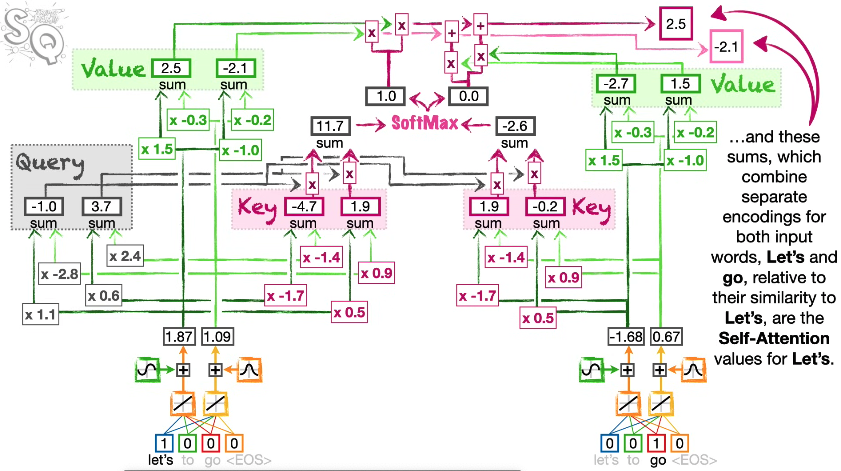 SQ
2.5
-2.1
Value
2.5
-2.1
sum
sum
x
x
+
+
x
x
1.0
0.0
SoftMax
11.7
sum
-2.6
sum
-2.7
1.5
Value
sum
sum
x -0.3
x -0.2
x 1.5
x -1.0
x -0.3
x -0.2
x 1.5
x -1.0
...and these
sums, which
combine
separate
encodings for
both input
words, Let's and
go, relative to
their similarity to
Let's, are the
Self-Attention
values for Let's.
Query
-1.0
3.7
sum
sum
x
x
Key
-4.7
1.9
sum
sum
x
x
1.9
-0.2
Key
sum
sum
x 2.4
x -2.8
x 0.6
x 1.1
x -1.4
x 0.9
x -1.7
x 0.5
x -1.4
x 0.9
x -1.7
x 0.5
1.87
1.09
-1.68
0.67
+
+
+
+
1
0
0
0
let's to go <EOS>
0
0
1
0
let's to go <EOS>